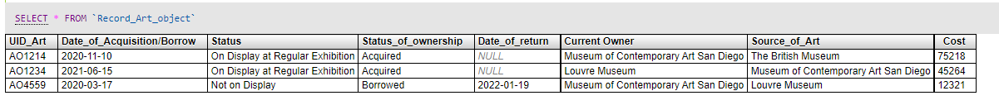 SELECT * FROM `Record_Art_object`
UID_Art Date_of_Acquisition/Borrow Status Status_of_ownership Date_of_return Current Owner Source_of_Art Cost
AO1214 2020-11-10 On Display at Regular Exhibition Acquired NULL Museum of Contemporary Art San Diego The British Museum 75218
AO1234 2021-06-15 On Display at Regular Exhibition Acquired NULL Louvre Museum Museum of Contemporary Art San Diego 45264
AO4559 2020-03-17 Not on Display Borrowed 2022-01-19 Museum of Contemporary Art San Diego Louvre Museum 12321